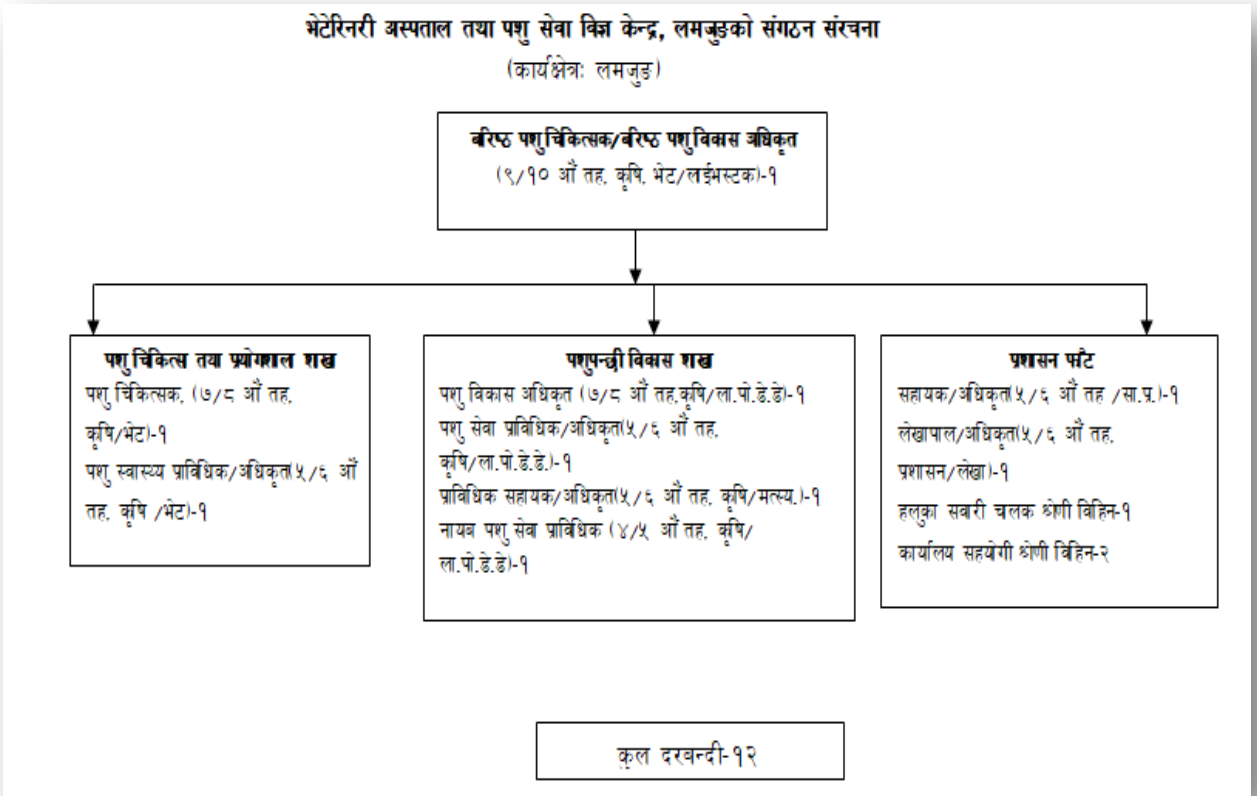 भेटेरिनरी अस्पताल तथा पशु सेवा विज्ञ केन्द्र, लमजुङको संगठन संरचना
(कार्यक्षेत्रः लमजुङ)
बरिष्ठ पशु चिकित्सक/बरिष्ठ पशु विकास अधिकृत
(९/१० औं तह, कृषि, भेट/लाईभस्टक)-१
पशु चिकित्स तथा प्रयोगशाल शाख
पशु चिकित्सक, (७/८ औं तह,
कृषि/भेट)-१
पशु स्वास्थ्य प्राविधिक/अधिकृत(५/६ औं
तह, कृषि /भेट)-१
पशुपन्छी विकास शाख
पशु विकास अधिकृत (७/८ औं तह,कृषि/ला.पो.डे.डे)-१
पशु सेवा प्राविधिक/अधिकृत(५/६ औं तह,
कृषि/ला.पो.डे.डे.)-१
प्राविधिक सहायक/अधिकृत(५/६ औं तह, कृषि/मत्स्य.)-१
नायब पशु सेवा प्राविधिक (४/५ औं तह, कृषि/
ला.पो.डे.डे)-१
प्रशासन फाँट
सहायक/अधिकृत(५/६ औं तह /सा.प्र.)-१
लेखापाल/अधिकृत(५/६ औं तह,
प्रशासन/लेखा)-१
हलुका सवारी चालक श्रेणी विहिन-१
कार्यालय सहयोगी श्रेणी विहिन-२
कुल दरबन्दी-१२